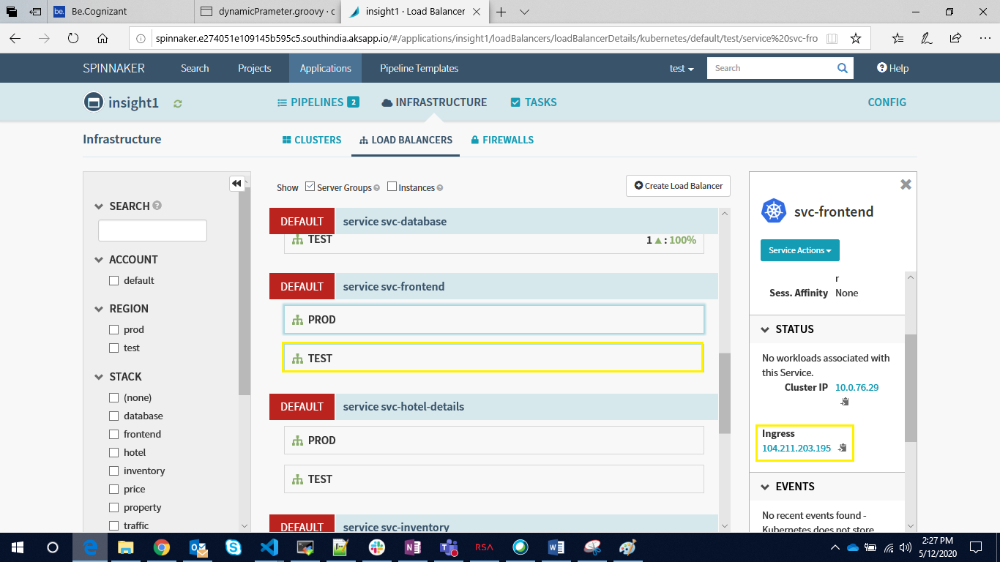 Be.Cognizant
dynamicPrameter.groovy · c
insight1 · Load Balancer
spinnaker.e274051e109145b595c5.southindia.aksapp.io/#/applications/insight1/loadBalancers/loadBalancerDetails/kubernetes/default/test/service%20svc-fro
SPINNAKER
Search
Projects
Applications
Pipeline Templates
test
Search
Help
insight1
PIPELINES 2
INFRASTRUCTURE
TASKS
CONFIG
Infrastructure
CLUSTERS
LOAD BALANCERS
FIREWALLS
SEARCH
ACCOUNT
default
REGION
prod
test
STACK
(none)
database
frontend
hotel
inventory
price
property
traffic
Show Server Groups Instances
Create Load Balancer
DEFAULT service svc-database
TEST 1 : 100%
DEFAULT service svc-frontend
PROD
TEST
DEFAULT service svc-hotel-details
PROD
TEST
DEFAULT service svc-inventory
svc-frontend
Service Actions
r
Sess. Affinity None
STATUS
No workloads associated with
this Service.
Cluster IP 10.0.76.29
Ingress
104.211.203.195
EVENTS
No recent events found -
Kubernetes does not store
be.
RSA
2:27 PM
5/12/2020